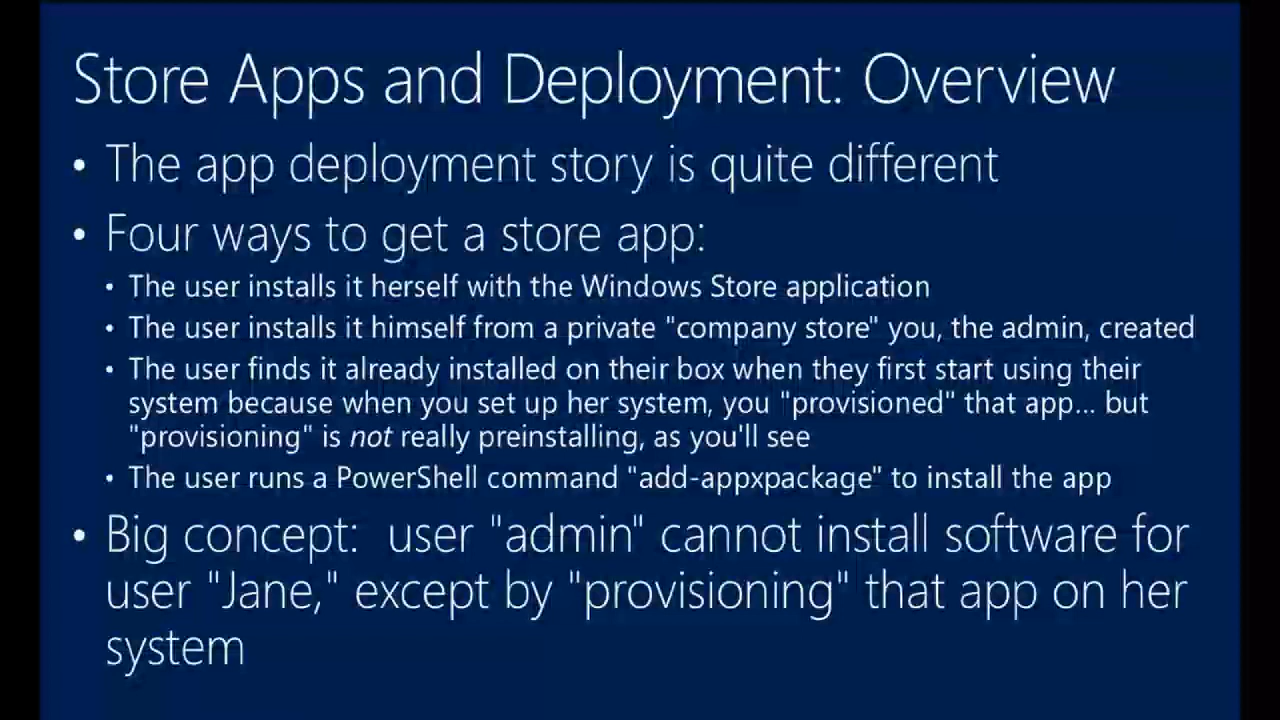 Store Apps and Deployment: Overview
• The app deployment story is quite different
• Four ways to get a store app:
• The user installs it herself with the Windows Store application
• The user installs it himself from a private "company store" you, the admin, created
• The user finds it already installed on their box when they first start using their
system because when you set up her system, you "provisioned" that app... but
"provisioning" is not really preinstalling, as you'll see
• The user runs a PowerShell command "add-appxpackage" to install the app
• Big concept:  user "admin" cannot install software for
user "Jane," except by "provisioning" that app on her
system